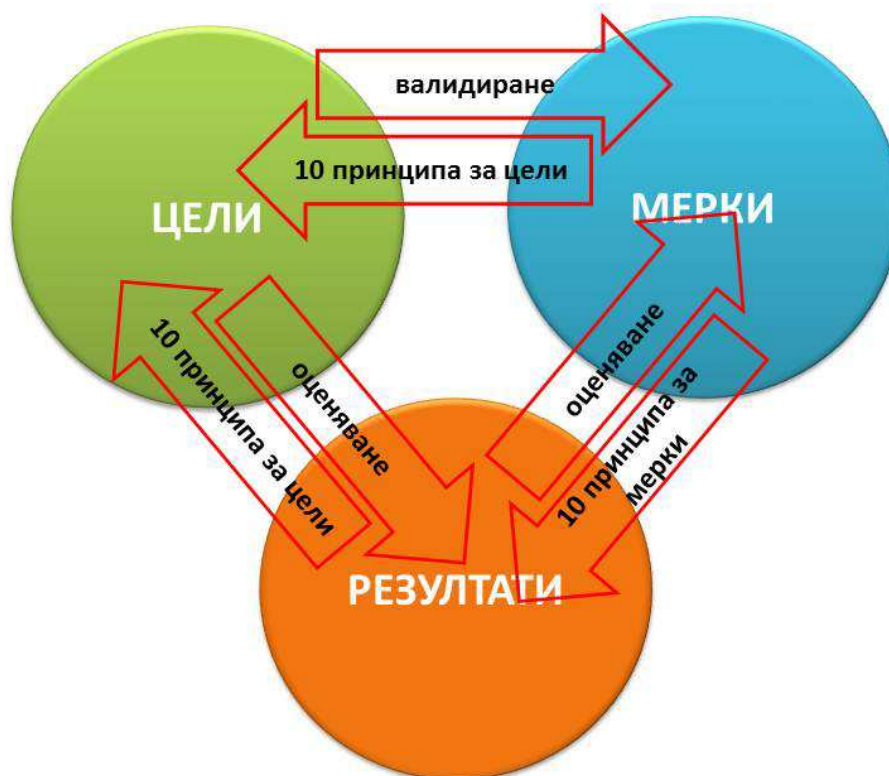 валидиране
10 принципа за цели
ЦЕЛИ
МЕРКИ
10 принципа за цели
оценяване
оценяване
10 принципа за
мерки
РЕЗУЛТАТИ